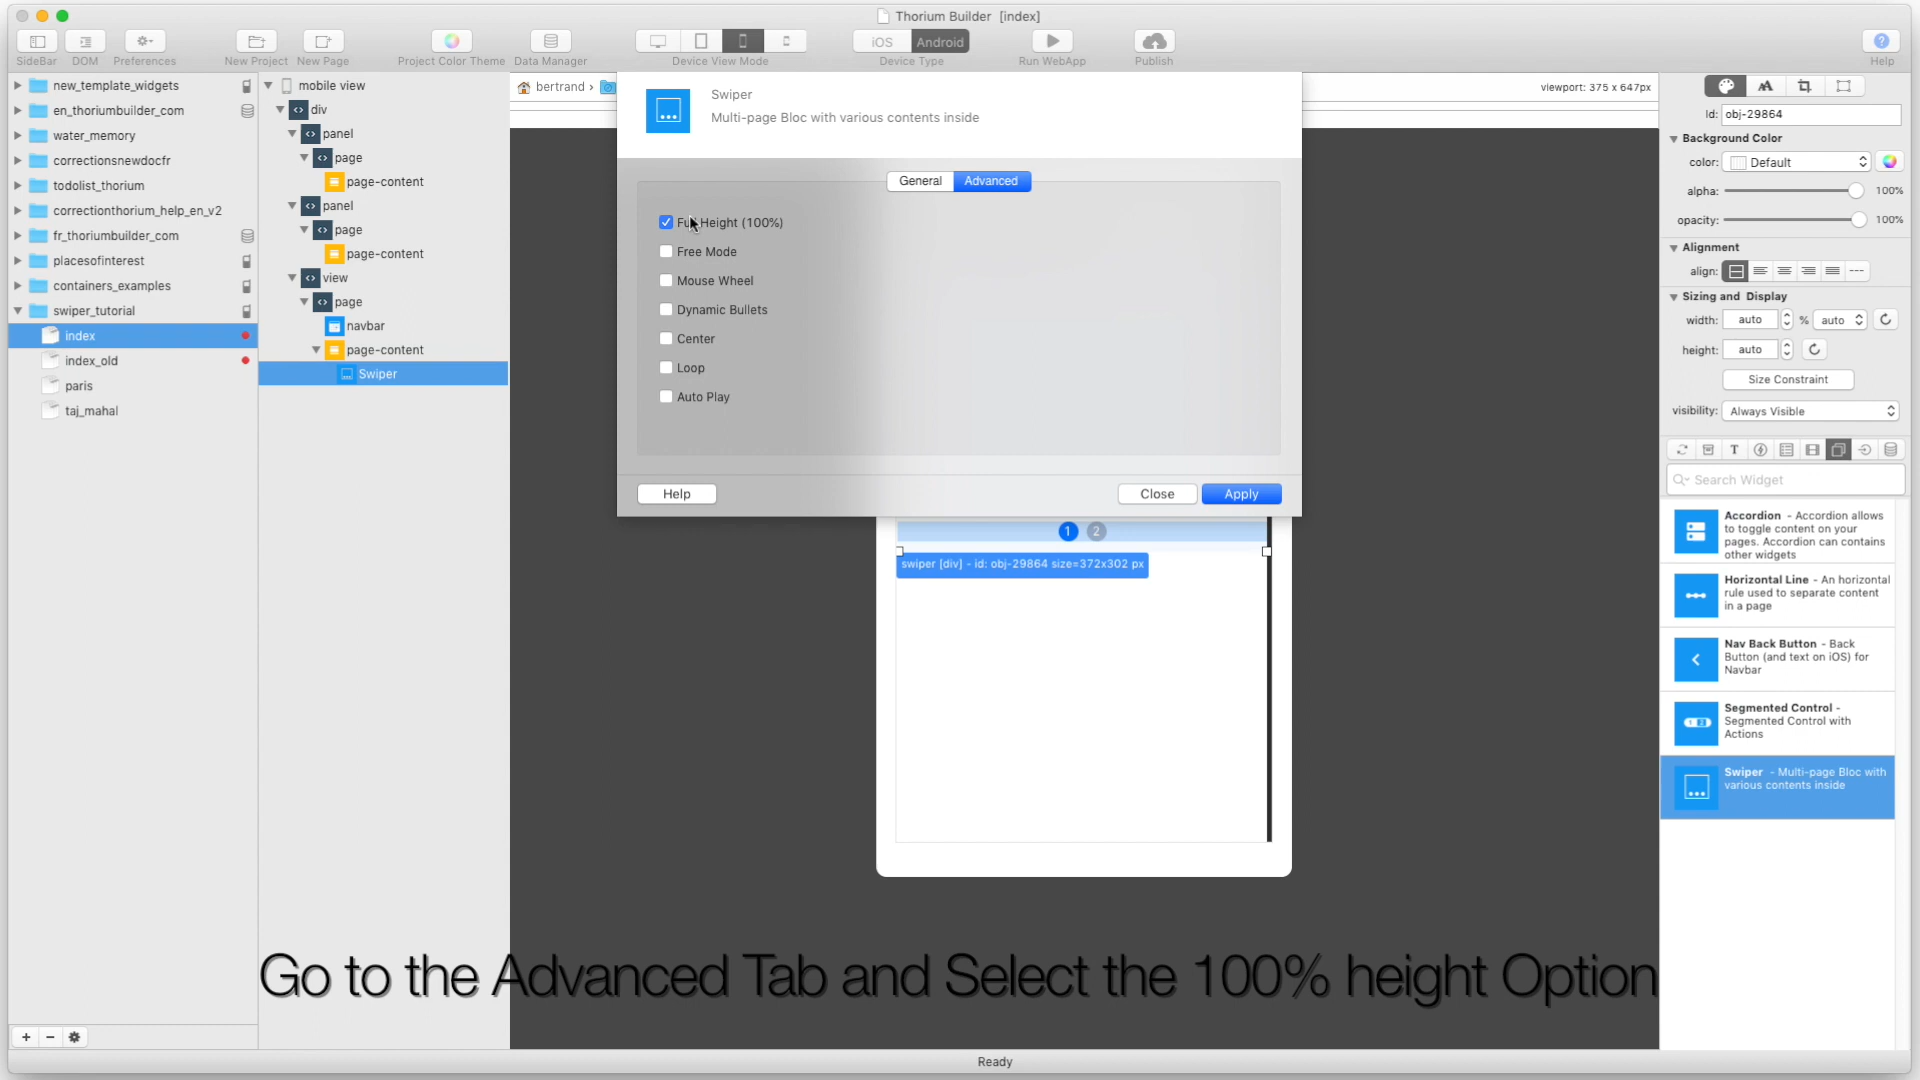 Thorium Builder [index]
SideBar DOM Preferences New Project New Page Project Color Theme Data Manager Device View Mode iOS Android Device Type Run WebApp Publish Help
new_template_widgets
en_thoriumbuilder_com
water_memory
correctionsnewdocfr
todolist_thorium
correctionthorium_help_en_v2
fr_thoriumbuilder_com
placesofinterest
containers_examples
swiper_tutorial
index
index_old
paris
taj_mahal
mobile view
div
panel
page
page-content
panel
page
page-content
view
page
navbar
page-content
Swiper
bertrand ›
viewport: 375 x 647px
Swiper
Multi-page Bloc with various contents inside
General Advanced
Full Height (100%)
Free Mode
Mouse Wheel
Dynamic Bullets
Center
Loop
Auto Play
Help Close Apply
1 2
swiper [div] - id: obj-29864 size=372x302 px
Id: obj-29864
Background Color
color: Default
alpha: 100%
opacity: 100%
Alignment
align:
Sizing and Display
width: auto % auto
height: auto
Size Constraint
visibility: Always Visible
Search Widget
Accordion - Accordion allows
to toggle content on your
pages. Accordion can contains
other widgets
Horizontal Line - An horizontal
rule used to separate content
in a page
Nav Back Button - Back
Button (and text on iOS) for
Navbar
Segmented Control -
Segmented Control with
Actions
Swiper - Multi-page Bloc with
various contents inside
Go to the Advanced Tab and Select the 100% height Option
Ready